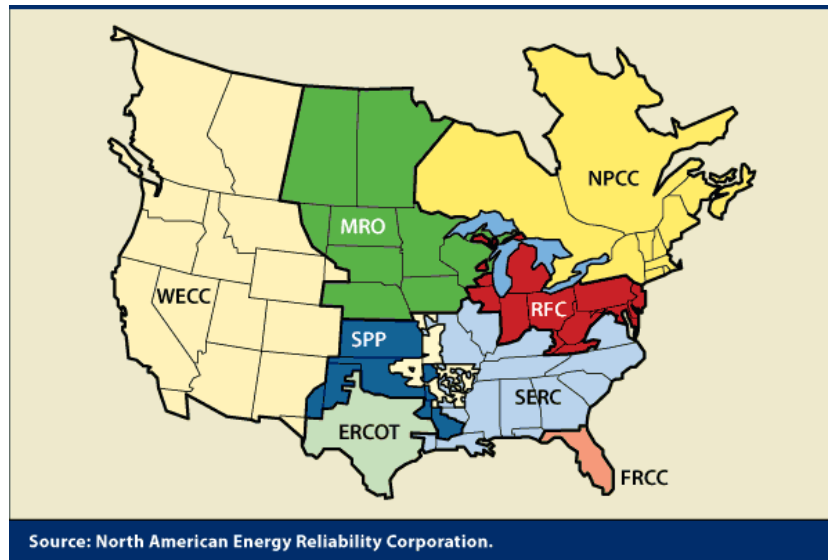 NPCC
MRO
WECC
RFC
SPP
SERC
ERCOT
FRCC
Source: North American Energy Reliability Corporation.